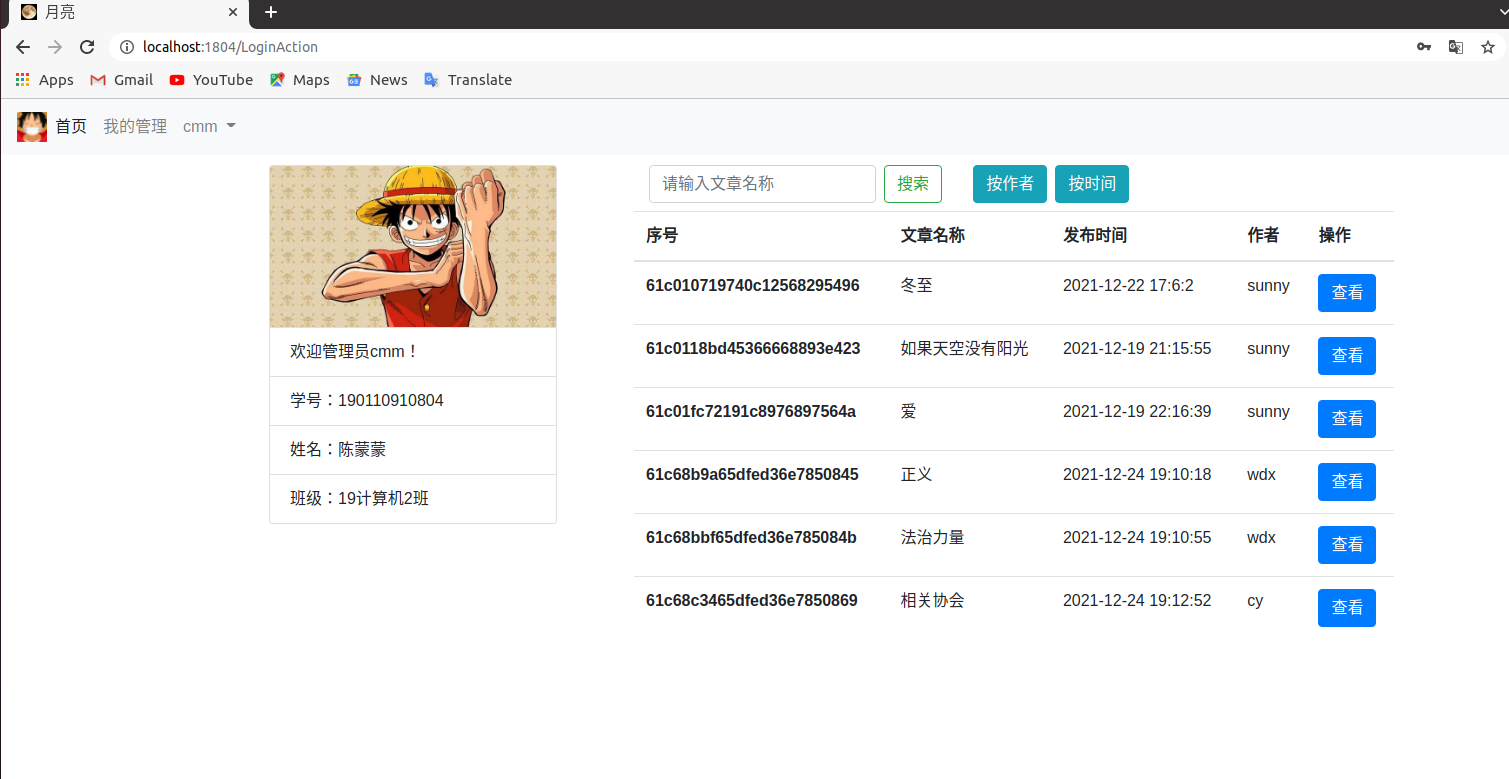 月亮
localhost:1804/LoginAction
Apps Gmail YouTube Maps News Translate
首页 我的管理 cmm
请输入文章名称 搜索 按作者 按时间
序号 文章名称 发布时间 作者 操作
61c010719740c12568295496 冬至 2021-12-22 17:6:2 sunny 查看
61c0118bd45366668893e423 如果天空没有阳光 2021-12-19 21:15:55 sunny 查看
61c01fc72191c8976897564a 爱 2021-12-19 22:16:39 sunny 查看
61c68b9a65dfed36e7850845 正义 2021-12-24 19:10:18 wdx 查看
61c68bbf65dfed36e785084b 法治力量 2021-12-24 19:10:55 wdx 查看
61c68c3465dfed36e7850869 相关协会 2021-12-24 19:12:52 cy 查看
欢迎管理员cmm！
学号：190110910804
姓名：陈蒙蒙
班级：19计算机2班